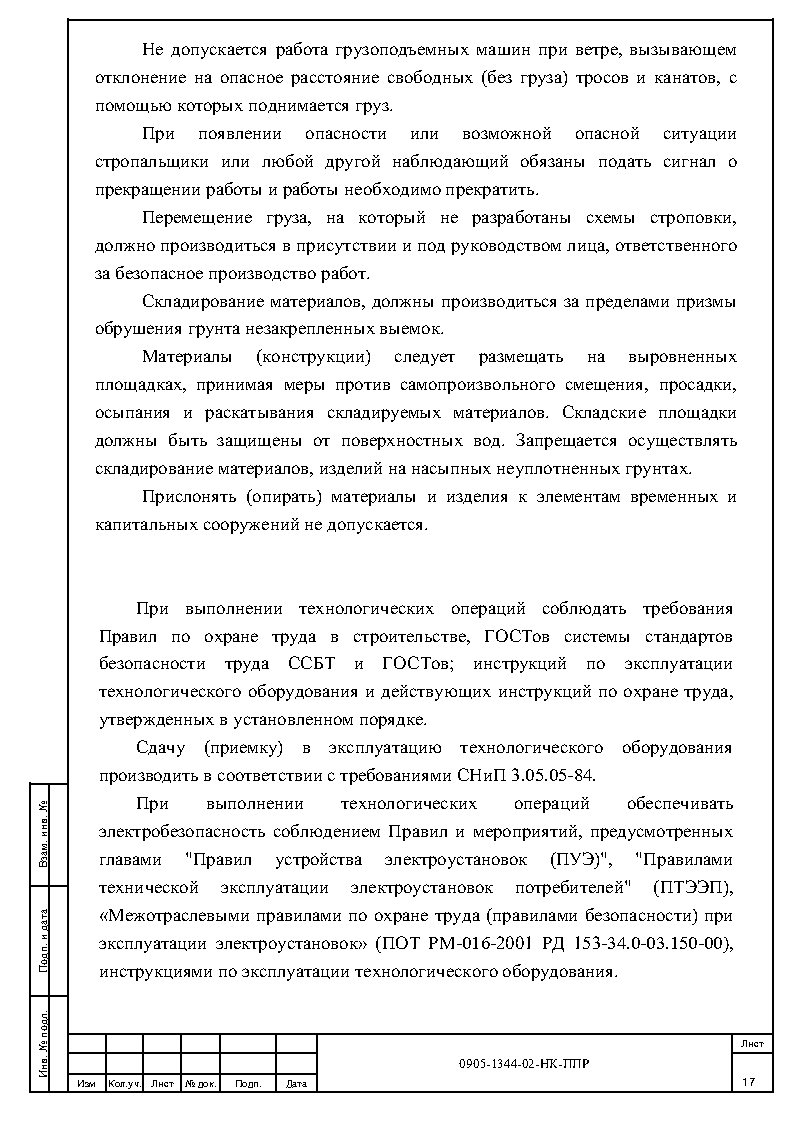 Не допускается работа грузоподъемных машин при ветре, вызывающем
отклонение на опасное расстояние свободных (без груза) тросов и канатов, с
помощью которых поднимается груз.
При появлении опасности или возможной опасной ситуации
стропальщики или любой другой наблюдающий обязаны подать сигнал о
прекращении работы и работы необходимо прекратить.
Перемещение груза, на который не разработаны схемы строповки,
должно производиться в присутствии и под руководством лица, ответственного
за безопасное производство работ.
Складирование материалов, должны производиться за пределами призмы
обрушения грунта незакрепленных выемок.
Материалы (конструкции) следует размещать на выровненных
площадках, принимая меры против самопроизвольного смещения, просадки,
осыпания и раскатывания складируемых материалов. Складские площадки
должны быть защищены от поверхностных вод. Запрещается осуществлять
складирование материалов, изделий на насыпных неуплотненных грунтах.
Прислонять (опирать) материалы и изделия к элементам временных и
капитальных сооружений не допускается.
При выполнении технологических операций соблюдать требования
Правил по охране труда в строительстве, ГОСТов системы стандартов
безопасности труда ССБТ и ГОСТов; инструкций по эксплуатации
технологического оборудования и действующих инструкций по охране труда,
утвержденных в установленном порядке.
Сдачу (приемку) в эксплуатацию технологического оборудования
производить в соответствии с требованиями СНиП 3.05.05-84.
При выполнении технологических операций обеспечивать
электробезопасность соблюдением Правил и мероприятий, предусмотренных
главами "Правил устройства электроустановок (ПУЭ)", "Правилами
технической эксплуатации электроустановок потребителей" (ПТЭЭП),
«Межотраслевыми правилами по охране труда (правилами безопасности) при
эксплуатации электроустановок» (ПОТ РМ-016-2001 РД 153-34.0-03.150-00),
инструкциями по эксплуатации технологического оборудования.
Взам. инв. №
Подп. и дата
Инв. № подл.
Изм Кол.уч. Лист № док. Подп. Дата
0905-1344-02-НК-ППР
Лист
17